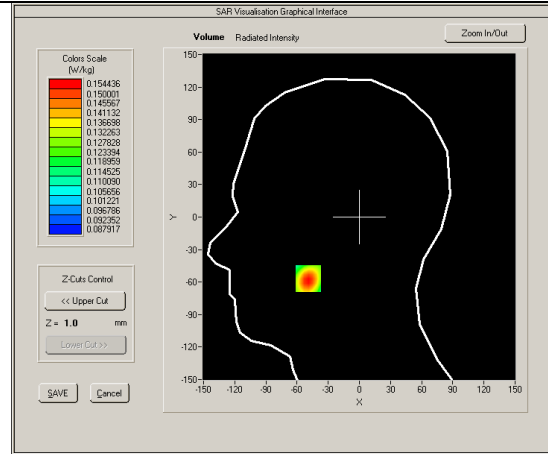 SAR Visualisation Graphical Interface
Volume Radiated Intensity
Zoom In/Out
Colors Scale
(W/kg)
0.154436
0.150001
0.145567
0.141132
0.136698
0.132263
0.127828
0.123394
0.118959
0.114525
0.110090
0.105656
0.101221
0.096786
0.092352
0.087917
Z-Cuts Control
<< Upper Cut
Z = 1.0 mm
Lower Cut >>
SAVE Cancel
150
120
90
60
30
0
-30
-60
-90
-120
-150
Y
-150 -120 -90 -60 -30 0 30 60 90 120 150
X